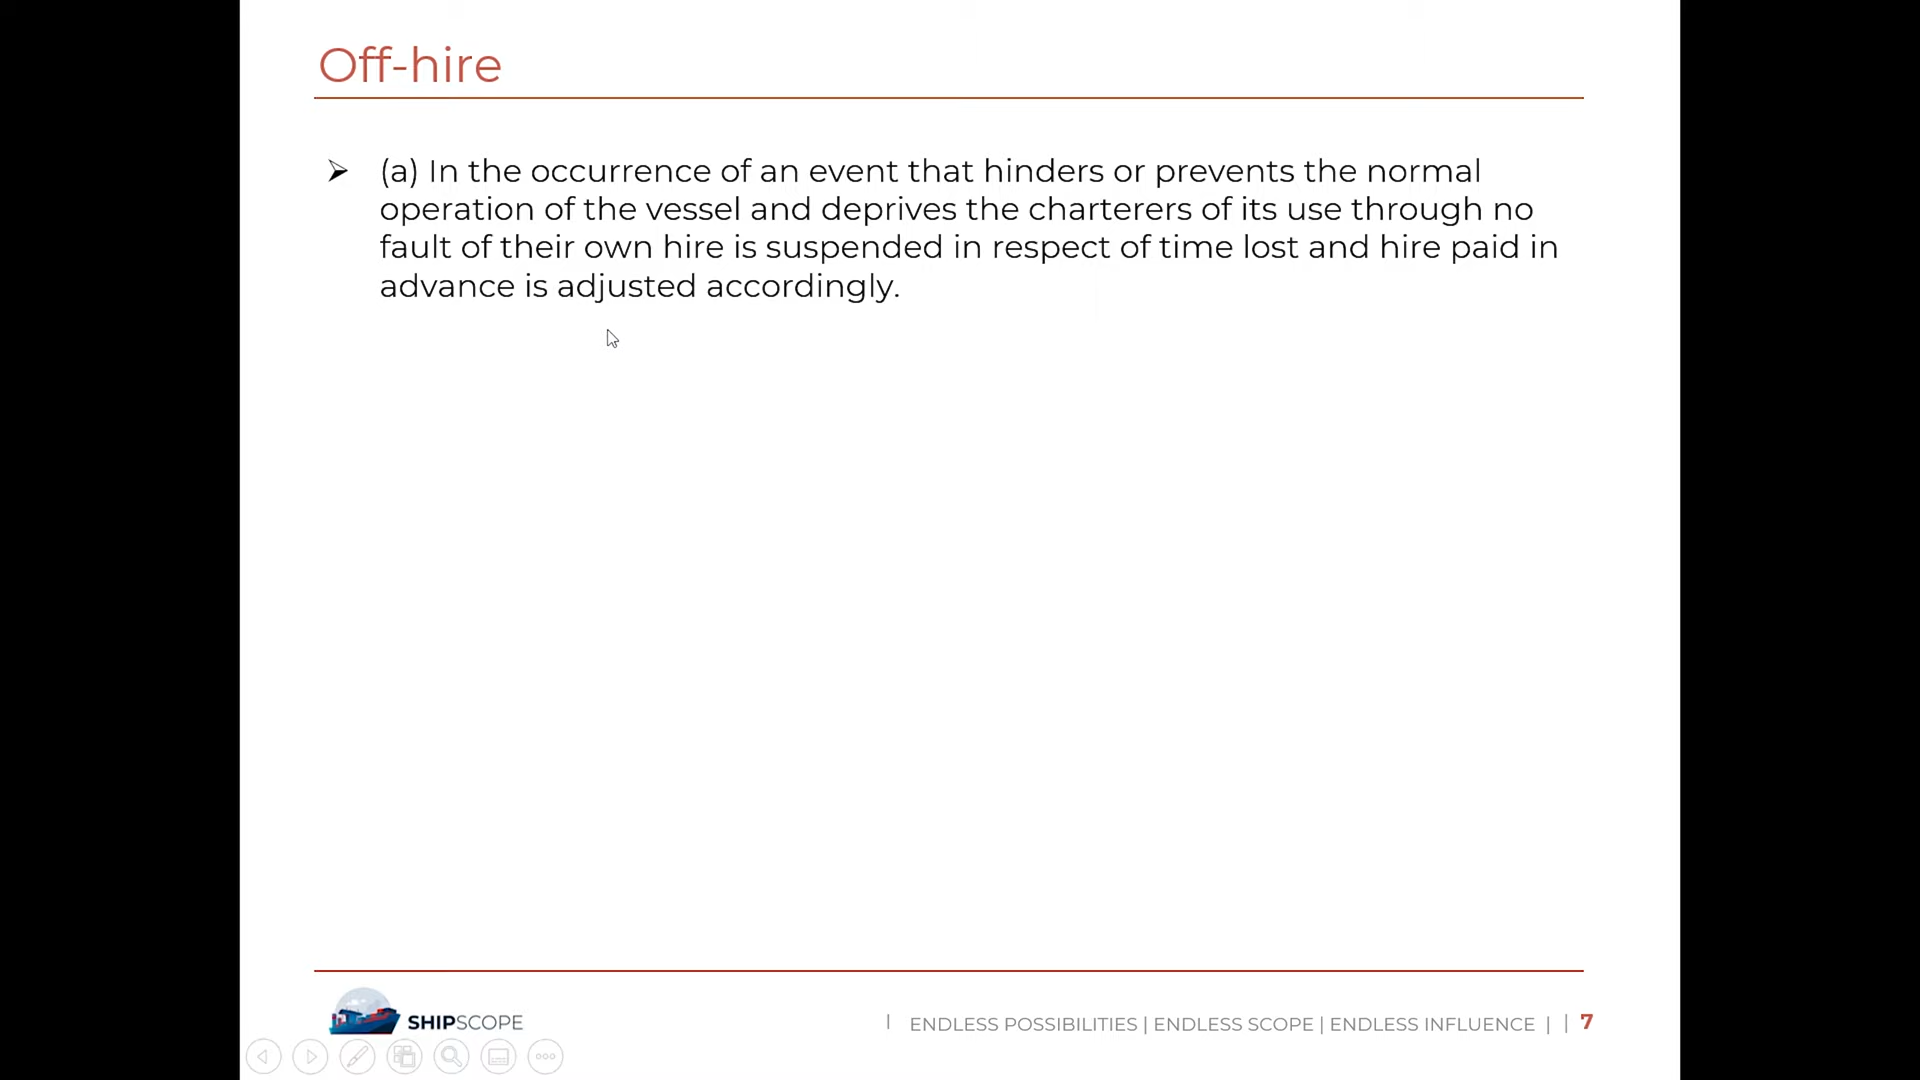 Off-hire
(a) In the occurrence of an event that hinders or prevents the normal
operation of the vessel and deprives the charterers of its use through no
fault of their own hire is suspended in respect of time lost and hire paid in
advance is adjusted accordingly.
SHIPSCOPE
| ENDLESS POSSIBILITIES | ENDLESS SCOPE | ENDLESS INFLUENCE | | 7